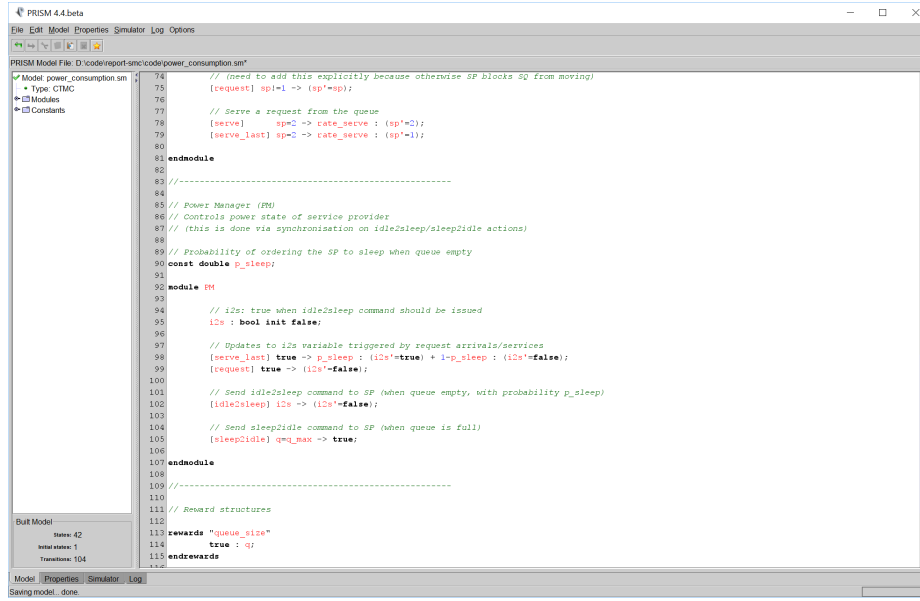 PRISM 4.4.beta
File Edit Model Properties Simulator Log Options
PRISM Model File: D:\code\report-smc\code\power_consumption.sm*
Model: power_consumption.sm
Type: CTMC
Modules
Constants
74 // (need to add this explicitly because otherwise SP blocks SQ from moving)
75 [request] sp!=1 -> (sp'=sp);
76
77 // Serve a request from the queue
78 [serve] sp=2 -> rate_serve : (sp'=2);
79 [serve_last] sp=2 -> rate_serve : (sp'=1);
80
81 endmodule
82
83 //-----------------------------------------------------
84
85 // Power Manager (PM)
86 // Controls power state of service provider
87 // (this is done via synchronisation on idle2sleep/sleep2idle actions)
88
89 // Probability of ordering the SP to sleep when queue empty
90 const double p_sleep;
91
92 module PM
93
94 // i2s: true when idle2sleep command should be issued
95 i2s : bool init false;
96
97 // Updates to i2s variable triggered by request arrivals/services
98 [serve_last] true -> p_sleep : (i2s'=true) + 1-p_sleep : (i2s'=false);
99 [request] true -> (i2s'=false);
100
101 // Send idle2sleep command to SP (when queue empty, with probability p_sleep)
102 [idle2sleep] i2s -> (i2s'=false);
103
104 // Send sleep2idle command to SP (when queue is full)
105 [sleep2idle] q=q_max -> true;
106
107 endmodule
108
109 //-----------------------------------------------------
110
111 // Reward structures
112
113 rewards "queue_size"
114 true : q;
115 endrewards
116
Built Model
States: 42
Initial states: 1
Transitions: 104
Model Properties Simulator Log
Saving model... done.